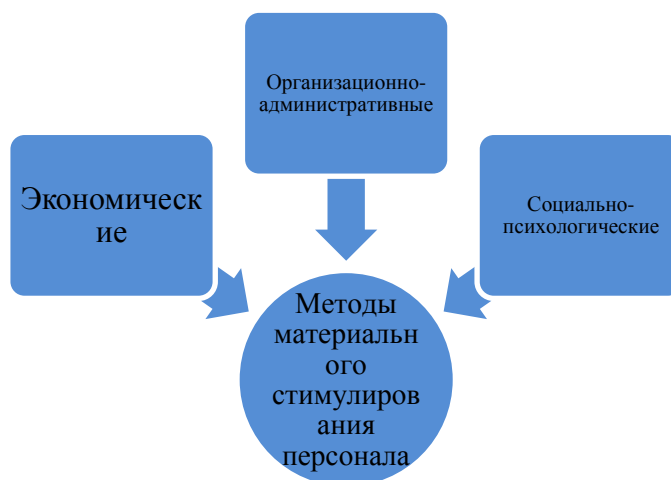 Организационно-
административные
Экономическ
ие
Социально-
психологические
Методы
материальн
ого
стимулиров
ания
персонала